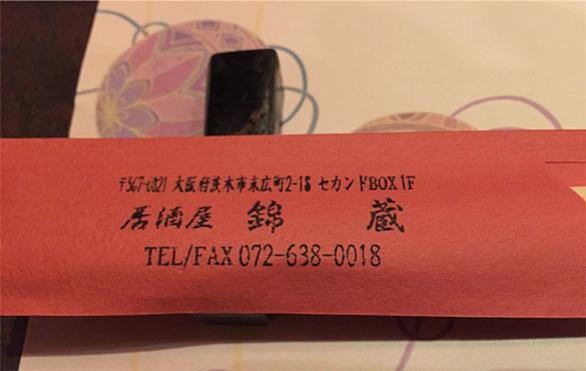 〒567-0821 大阪府茨木市末広町2-18 セカンドBOX 1F
居酒屋 錦 蔵
TEL/FAX 072-638-0018